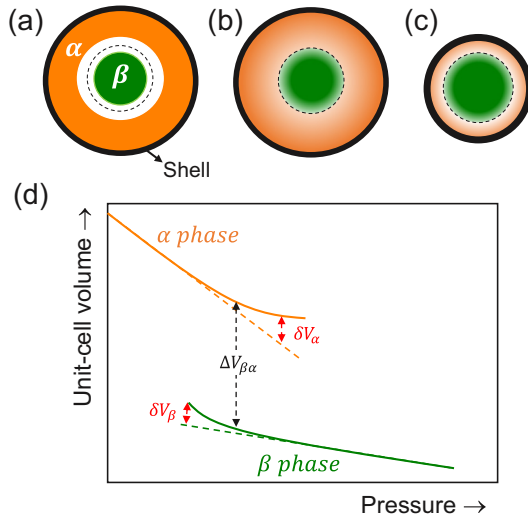 (a)
(b)
(c)
α
β
Shell
(d)
Unit-cell volume →
α phase
δVα
ΔVβα
δVβ
β phase
Pressure →